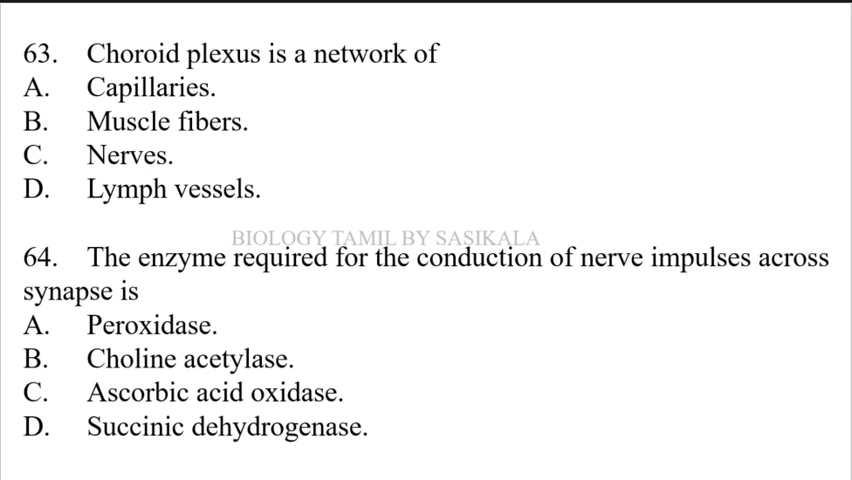 63. Choroid plexus is a network of
A. Capillaries.
B. Muscle fibers.
C. Nerves.
D. Lymph vessels.
BIOLOGY TAMIL BY SASIKALA
64. The enzyme required for the conduction of nerve impulses across
synapse is
A. Peroxidase.
B. Choline acetylase.
C. Ascorbic acid oxidase.
D. Succinic dehydrogenase.